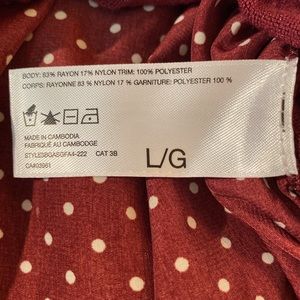 BODY: 83% RAYON 17% NYLON TRIM: 100% POLYESTER
CORPS: RAYONNE 83 % NYLON 17 % GARNITURE: POLYESTER 100 %
MADE IN CAMBODIA
FABRIQUÉ AU CAMBODGE
CAT 3B
L/G